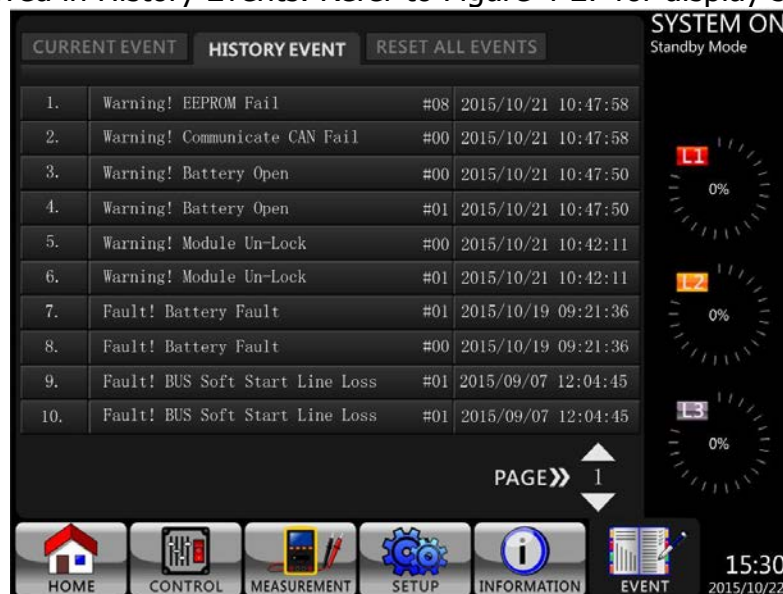 red in History Events. Refer to Figure 4-27 for display
SYSTEM ON
Standby Mode
CURRENT EVENT HISTORY EVENT RESET ALL EVENTS
1. Warning! EEPROM Fail #08 2015/10/21 10:47:58
2. Warning! Communicate CAN Fail #00 2015/10/21 10:47:58
3. Warning! Battery Open #00 2015/10/21 10:47:50
4. Warning! Battery Open #01 2015/10/21 10:47:50
5. Warning! Module Un-Lock #00 2015/10/21 10:42:11
6. Warning! Module Un-Lock #01 2015/10/21 10:42:11
7. Fault! Battery Fault #01 2015/10/19 09:21:36
8. Fault! Battery Fault #00 2015/10/19 09:21:36
9. Fault! BUS Soft Start Line Loss #01 2015/09/07 12:04:45
10. Fault! BUS Soft Start Line Loss #01 2015/09/07 12:04:45
L1
0%
L2
0%
L3
0%
PAGE 1
HOME CONTROL MEASUREMENT SETUP INFORMATION EVENT
15:30
2015/10/22